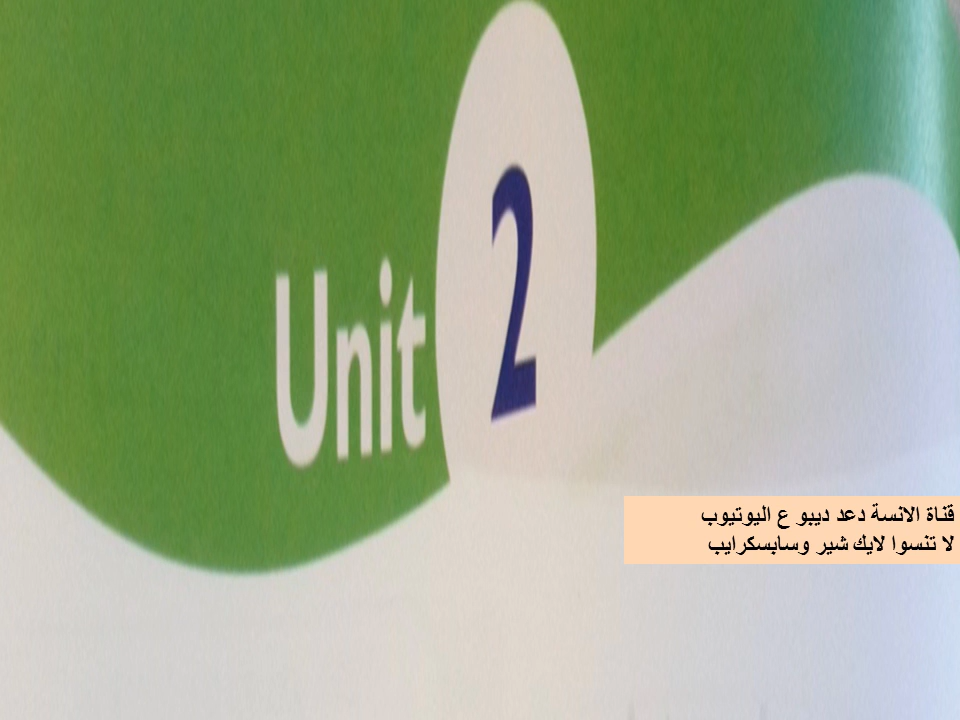 Unit 2
قناة الانسة دعد ديبو ع اليوتيوب
لا تنسوا لايك شير وسابسكرايب